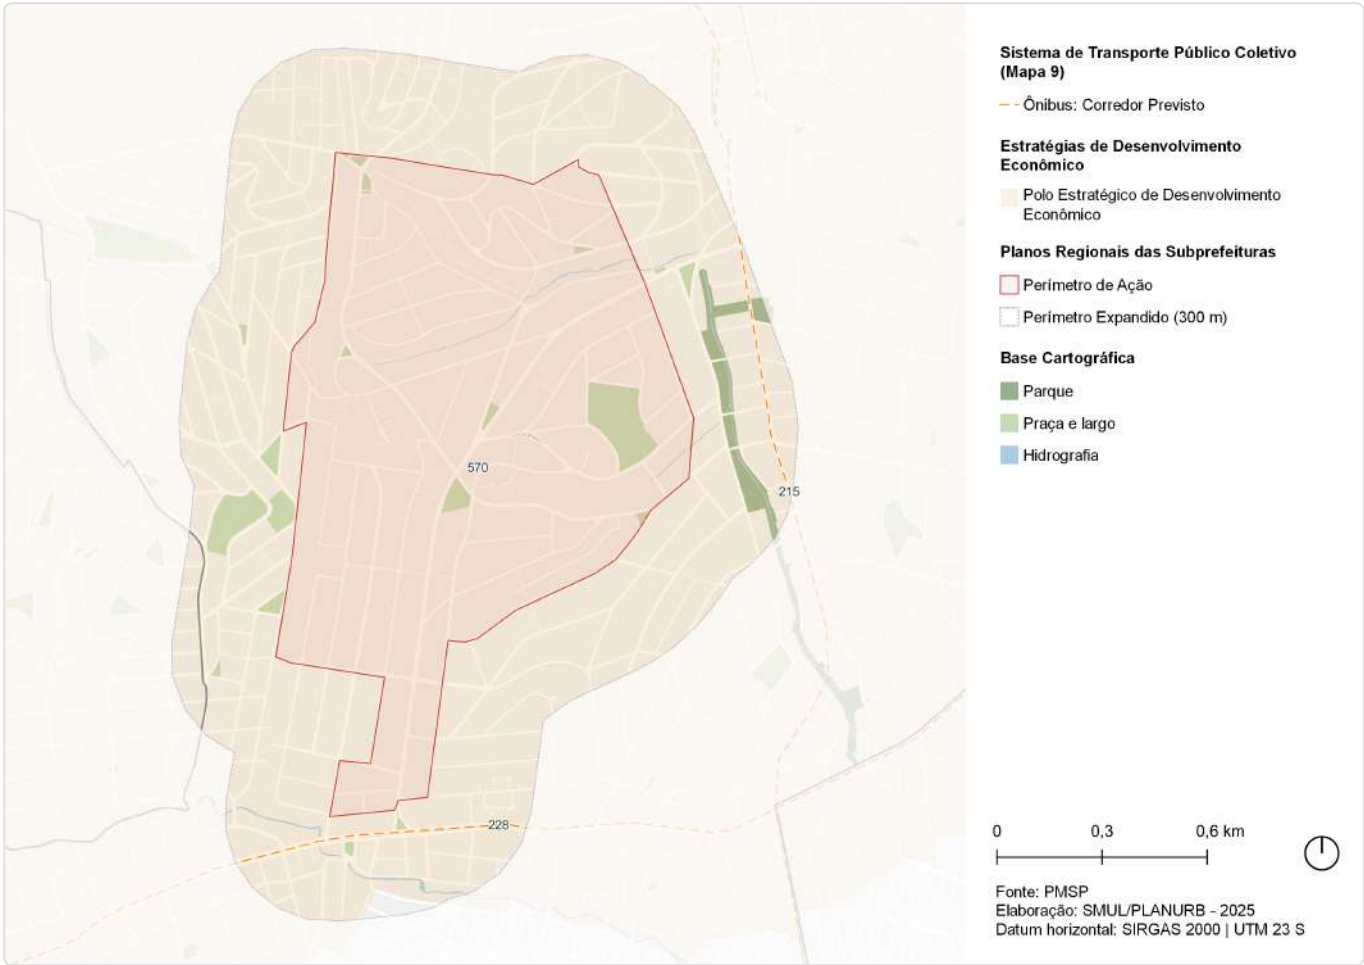 Sistema de Transporte Público Coletivo
(Mapa 9)
Ônibus: Corredor Previsto
Estratégias de Desenvolvimento
Econômico
Polo Estratégico de Desenvolvimento
Econômico
Planos Regionais das Subprefeituras
Perímetro de Ação
Perímetro Expandido (300 m)
Base Cartográfica
Parque
Praça e largo
Hidrografia
570
215
228
0 0,3 0,6 km
Fonte: PMSP
Elaboração: SMUL/PLANURB - 2025
Datum horizontal: SIRGAS 2000 | UTM 23 S